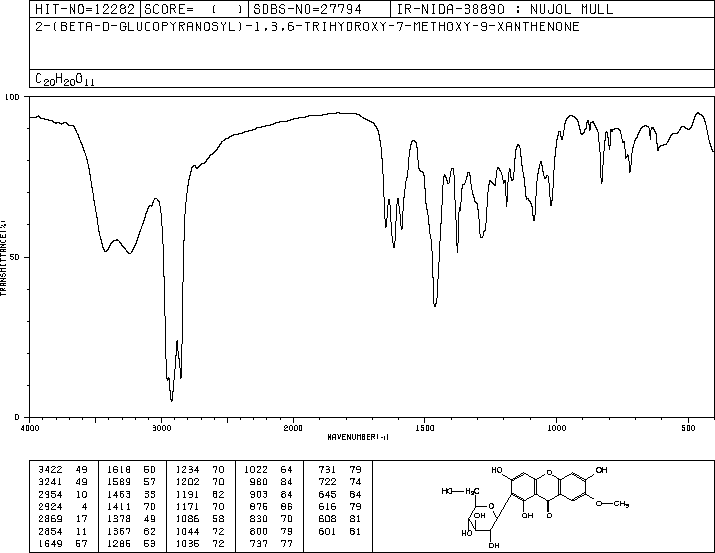 HIT-NO=12282 SCORE= ( ) SDBS-NO=27794 IR-NIDA-38890 : NUJOL MULL
2-(BETA-D-GLUCOPYRANOSYL)-1,3,6-TRIHYDROXY-7-METHOXY-9-XANTHENONE
C20H20O11
100
50
0
TRANSMITTANCE(%)
4000 3000 2000 1500 1000 500
WAVENUMBER(-1)
3422 49 1618 50 1234 70 1022 64 731 79
3241 49 1589 57 1202 70 980 84 722 74
2954 10 1463 33 1191 62 903 84 645 84
2924 4 1411 70 1171 70 876 86 616 79
2869 17 1378 49 1086 58 830 70 608 81
2854 11 1367 62 1044 72 800 79 601 81
1649 57 1286 53 1036 72 737 77
HO O OH
HO H3C
O OH O O CH3
OH
HO
OH